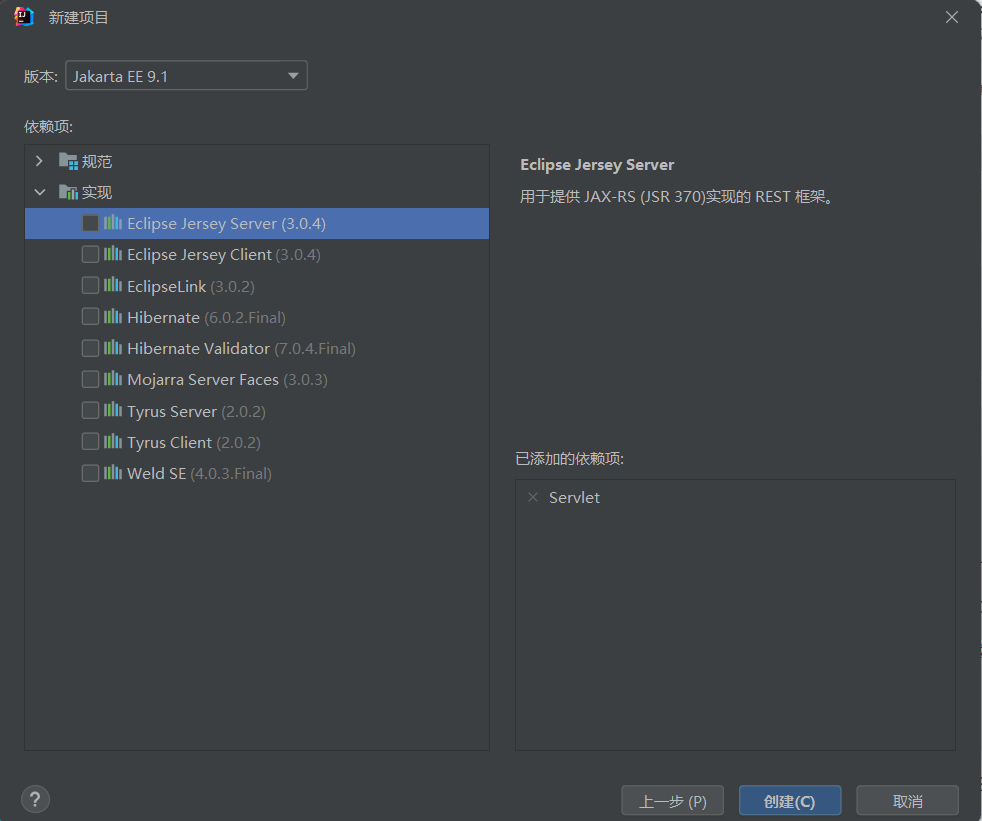 新建项目
版本: Jakarta EE 9.1
依赖项:
规范
实现
Eclipse Jersey Server (3.0.4)
Eclipse Jersey Client (3.0.4)
EclipseLink (3.0.2)
Hibernate (6.0.2.Final)
Hibernate Validator (7.0.4.Final)
Mojarra Server Faces (3.0.3)
Tyrus Server (2.0.2)
Tyrus Client (2.0.2)
Weld SE (4.0.3.Final)
Eclipse Jersey Server
用于提供 JAX-RS (JSR 370)实现的 REST 框架。
已添加的依赖项:
Servlet
?
上一步 (P)
创建(C)
取消